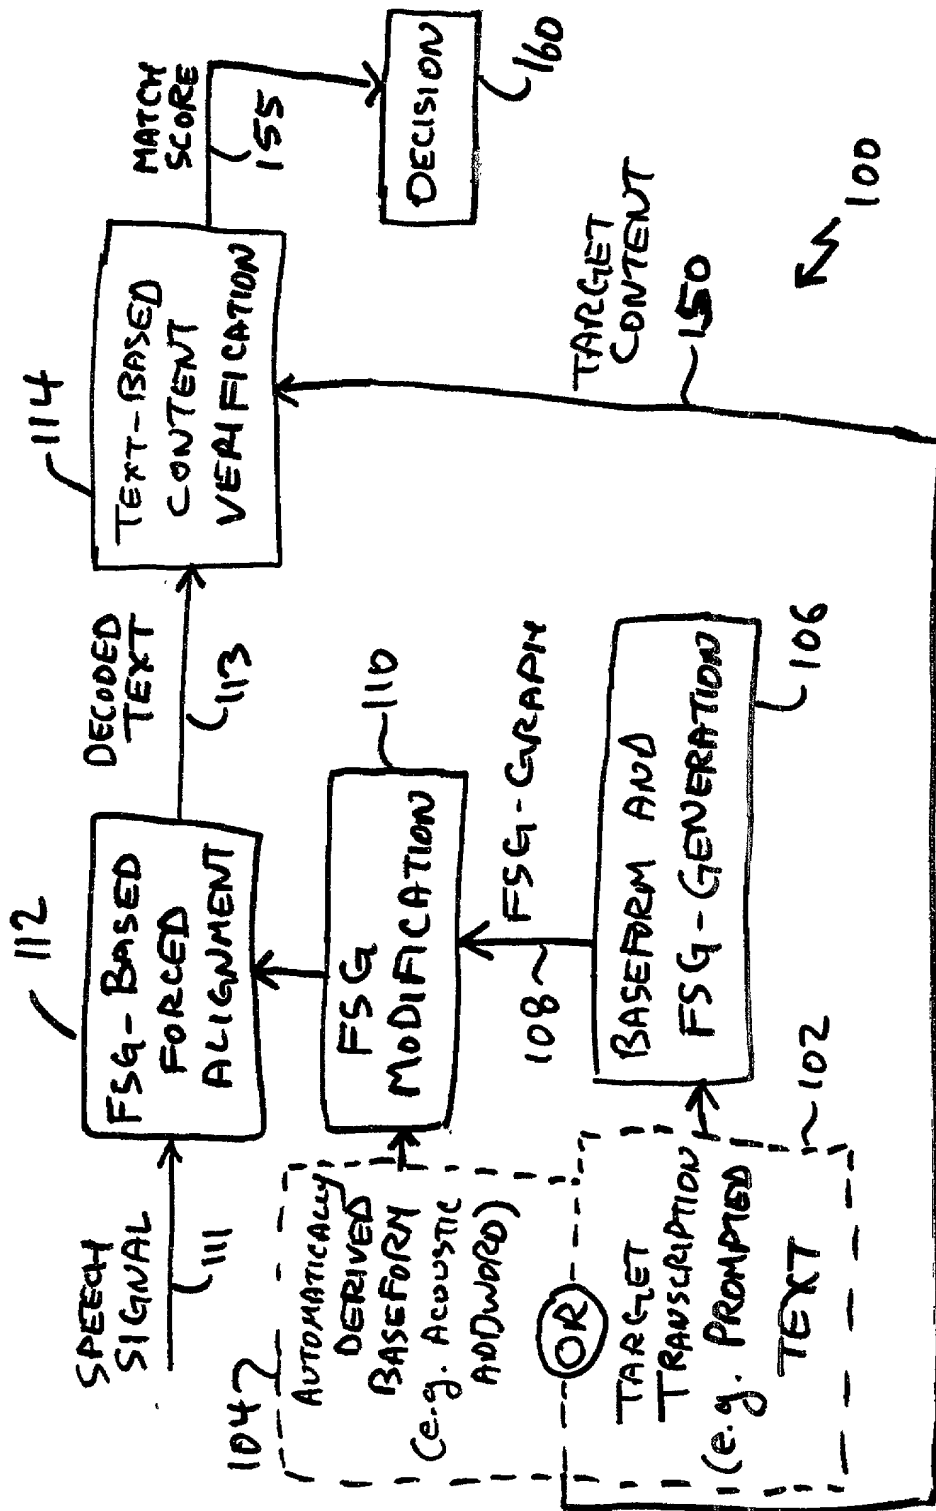 SPEECH
SIGNAL
111
112
FSG-BASED
FORCED
ALIGNMENT
DECODED
TEXT
113
114
TEXT-BASED
CONTENT
VERIFICATION
MATCH
SCORE
155
DECISION
160
104
AUTOMATICALLY
DERIVED
BASEFORM
(e.g. ACOUSTIC
ADDWORD)
FSG
MODIFICATION
110
OR
108
FSG-GRAPH
TARGET
TRANSCRIPTION
(e.g. PROMPTED
TEXT
102
BASEFORM AND
FSG-GENERATION
106
TARGET
CONTENT
150
100